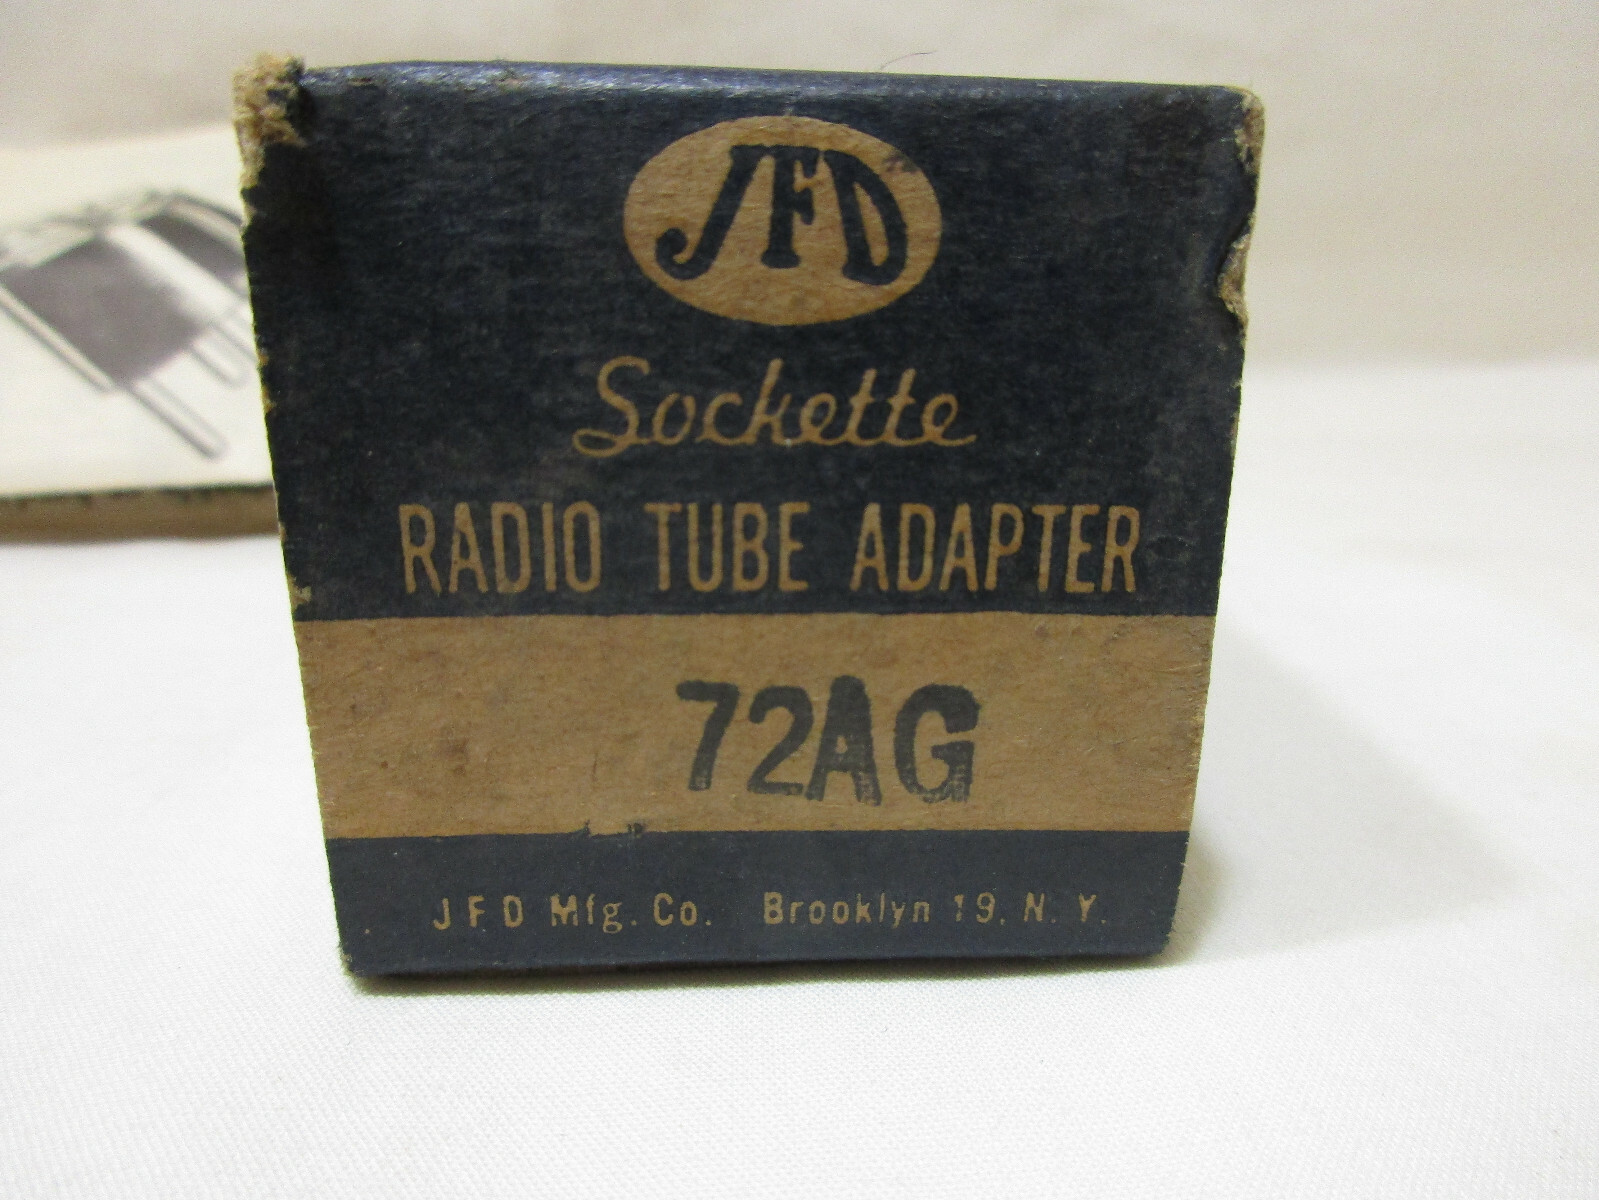 JFD
Sockette
RADIO TUBE ADAPTER
72AG
JFD Mfg. Co. Brooklyn 19, N. Y.